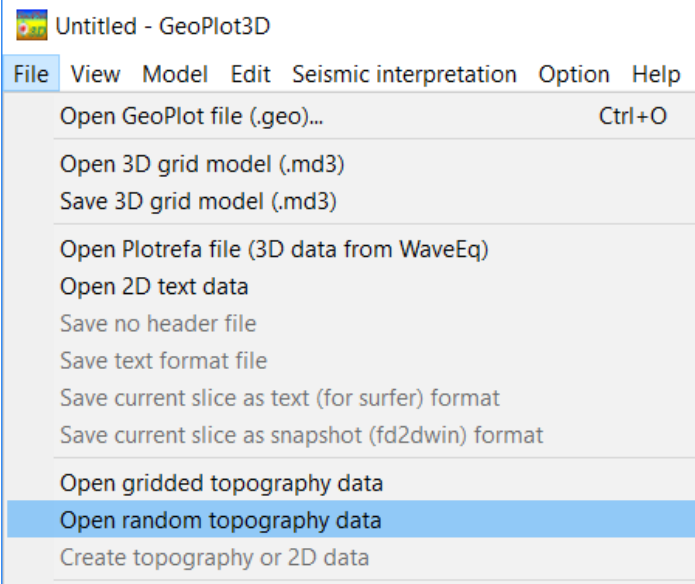 Untitled - GeoPlot3D
File View Model Edit Seismic interpretation Option Help
Open GeoPlot file (.geo)... Ctrl+O
Open 3D grid model (.md3)
Save 3D grid model (.md3)
Open Plotrefa file (3D data from WaveEq)
Open 2D text data
Save no header file
Save text format file
Save current slice as text (for surfer) format
Save current slice as snapshot (fd2dwin) format
Open gridded topography data
Open random topography data
Create topography or 2D data